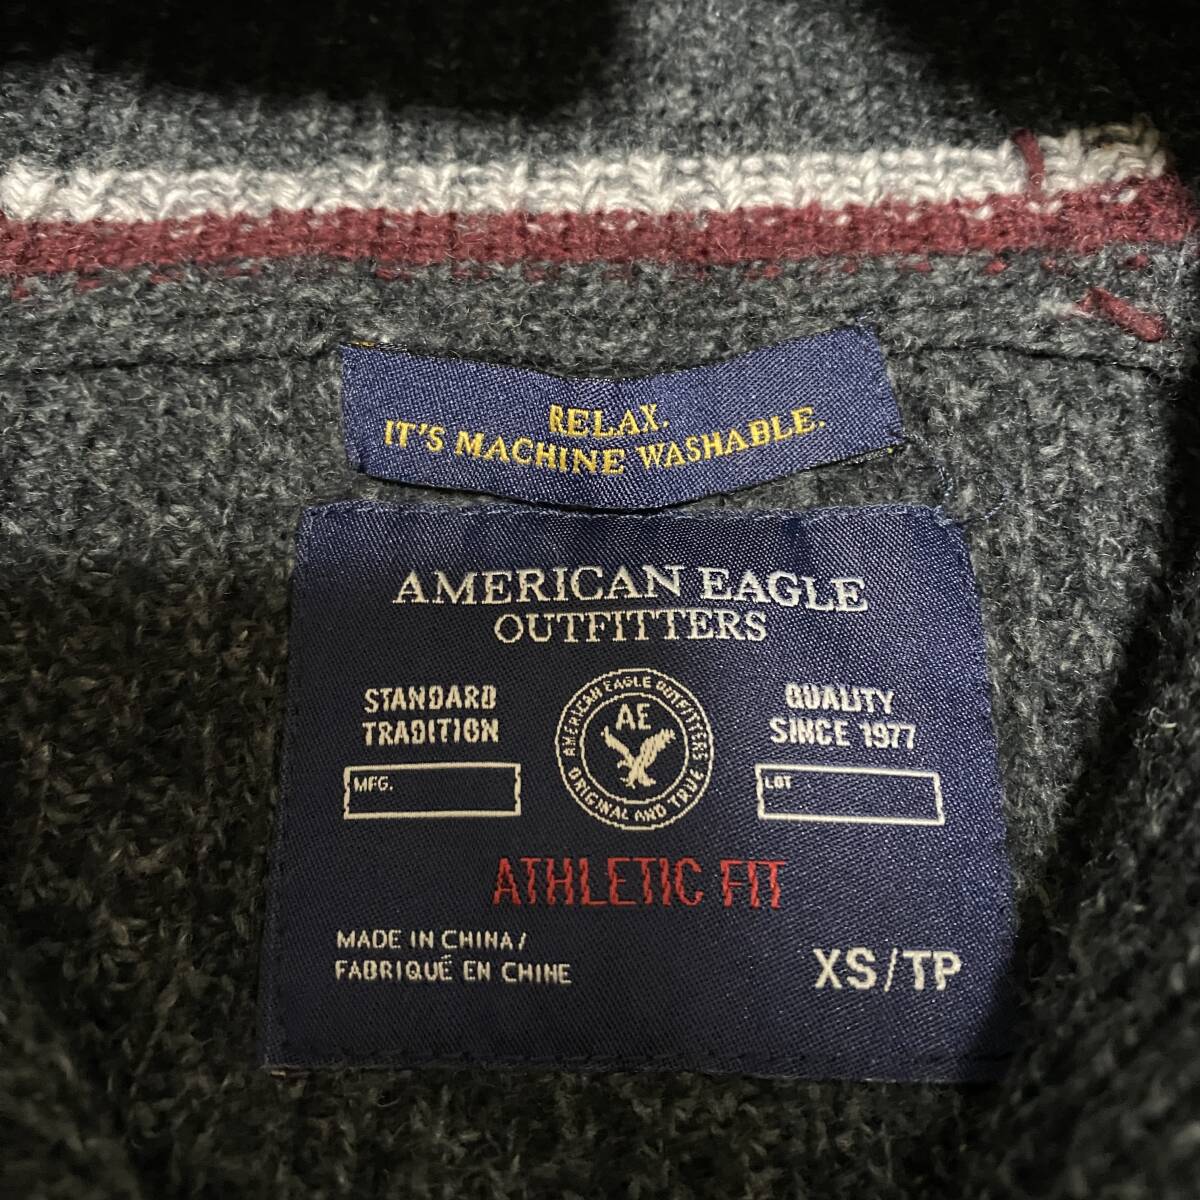 RELAX.
IT'S MACHINE WASHABLE.
AMERICAN EAGLE
OUTFITTERS
STANDARD
TRADITION
AMERICAN EAGLE OUTFITTERS
AE
ORIGINAL AND TRUE
QUALITY
SINCE 1977
MFG.
LOT
ATHLETIC FIT
MADE IN CHINA/
FABRIQUÉ EN CHINE
XS/TP